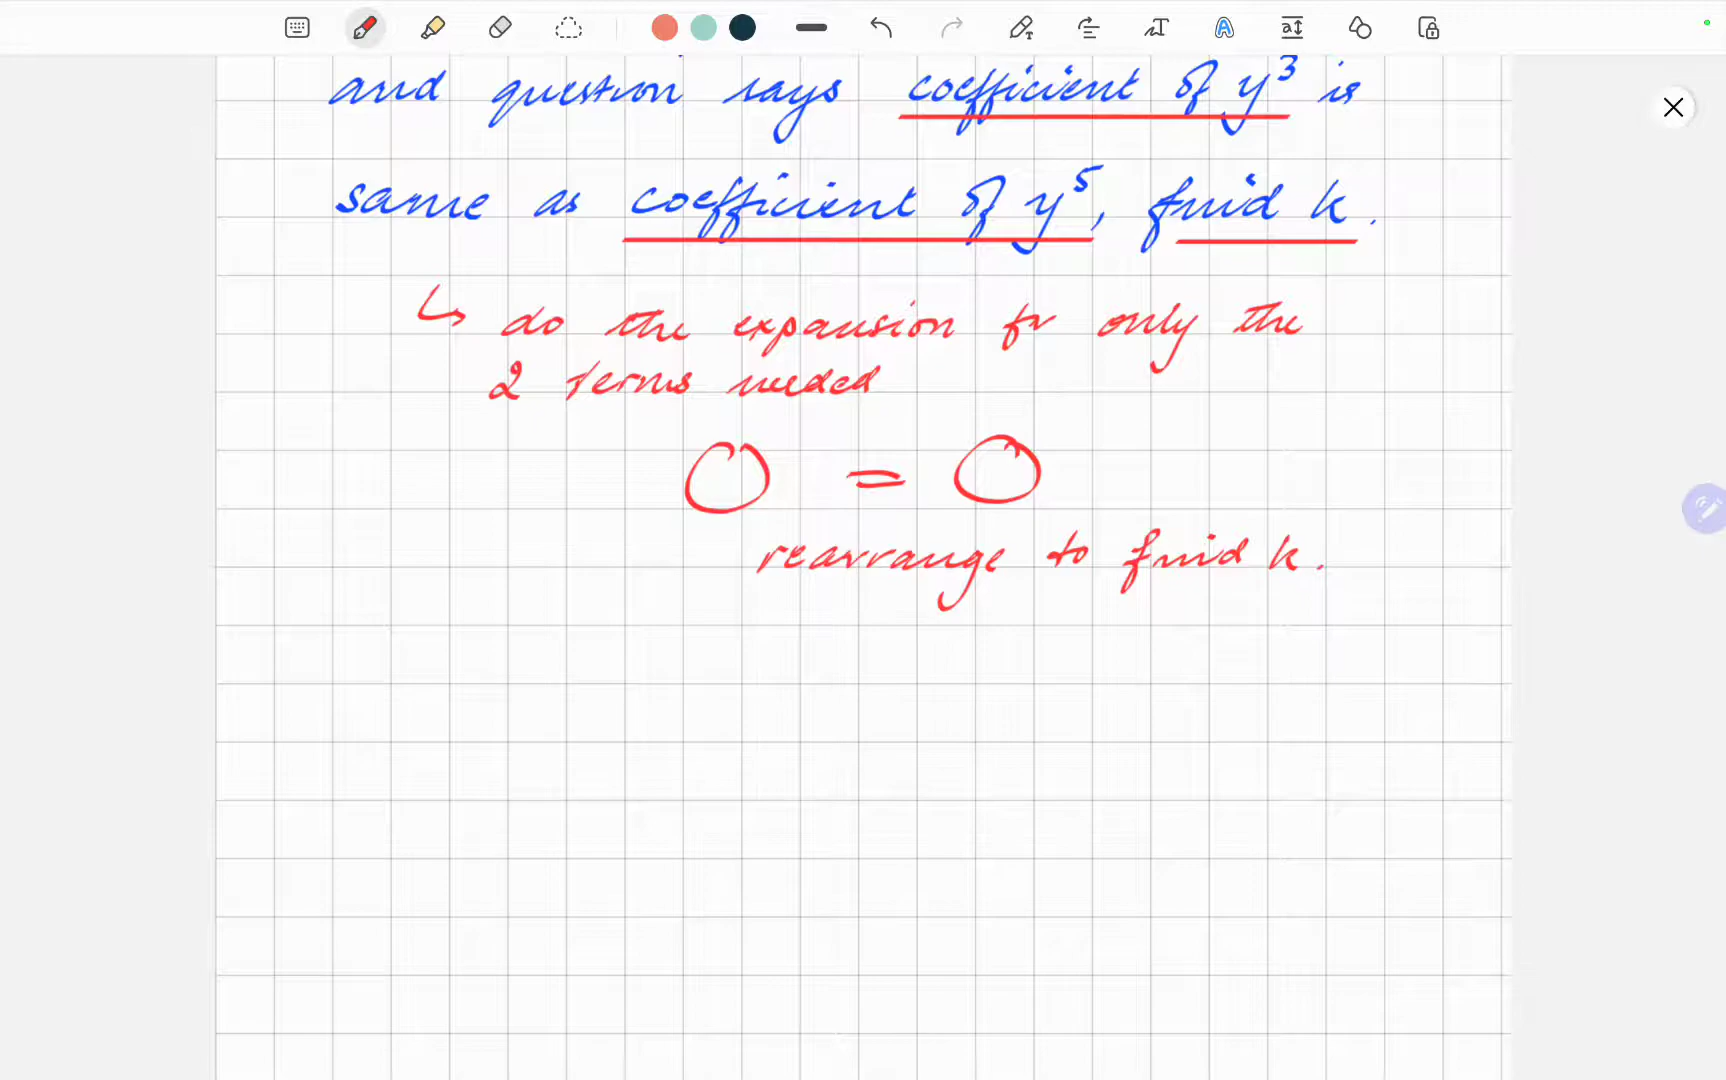 and question says coefficient of y³ is
same as coefficient of y⁵, find k.
↳ do the expansion for only the
2 terms needed
O = O
rearrange to find k.